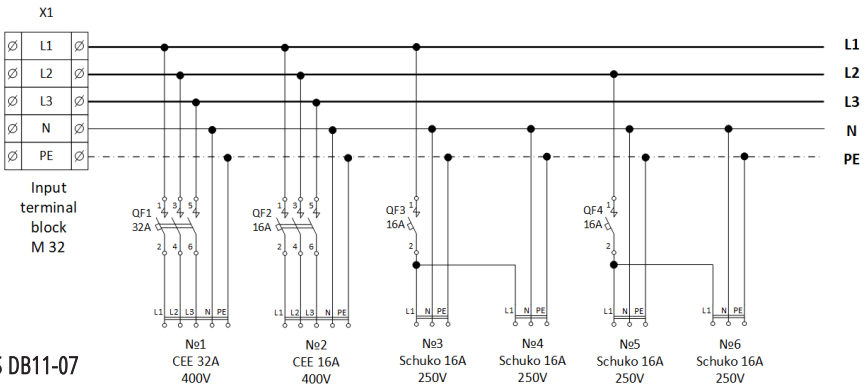 X1
L1 L1
L2 L2
L3 L3
N N
PE PE
Input
terminal
block
M 32
QF1 1 3 5 QF2 1 3 5 QF3 1 QF4 1
32A 16A 16A 16A
2 4 6 2 4 6 2 2
L1 L2 L3 N PE L1 L2 L3 N PE L1 N PE L1 N PE L1 N PE L1 N PE
№1 №2 №3 №4 №5 №6
CEE 32A CEE 16A Schuko 16A Schuko 16A Schuko 16A Schuko 16A
400V 400V 250V 250V 250V 250V
DB11-07